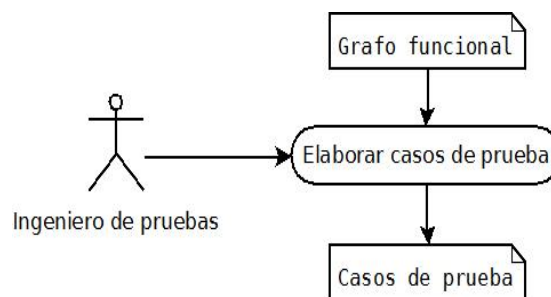 Grafo funcional
Elaborar casos de prueba
Ingeniero de pruebas
Casos de prueba